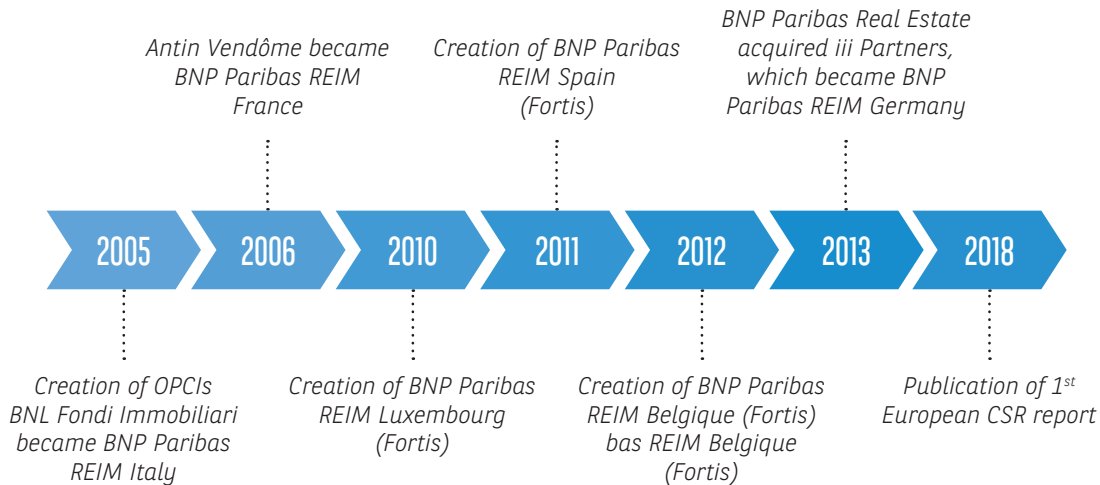 Antin Vendôme became
BNP Paribas REIM
France
Creation of BNP Paribas
REIM Spain
(Fortis)
BNP Paribas Real Estate
acquired iii Partners,
which became BNP
Paribas REIM Germany
2005
2006
2010
2011
2012
2013
2018
Creation of OPCIs
BNL Fondi Immobiliari
became BNP Paribas
REIM Italy
Creation of BNP Paribas
REIM Luxembourg
(Fortis)
Creation of BNP Paribas
REIM Belgique (Fortis)
bas REIM Belgique
(Fortis)
Publication of 1st
European CSR report